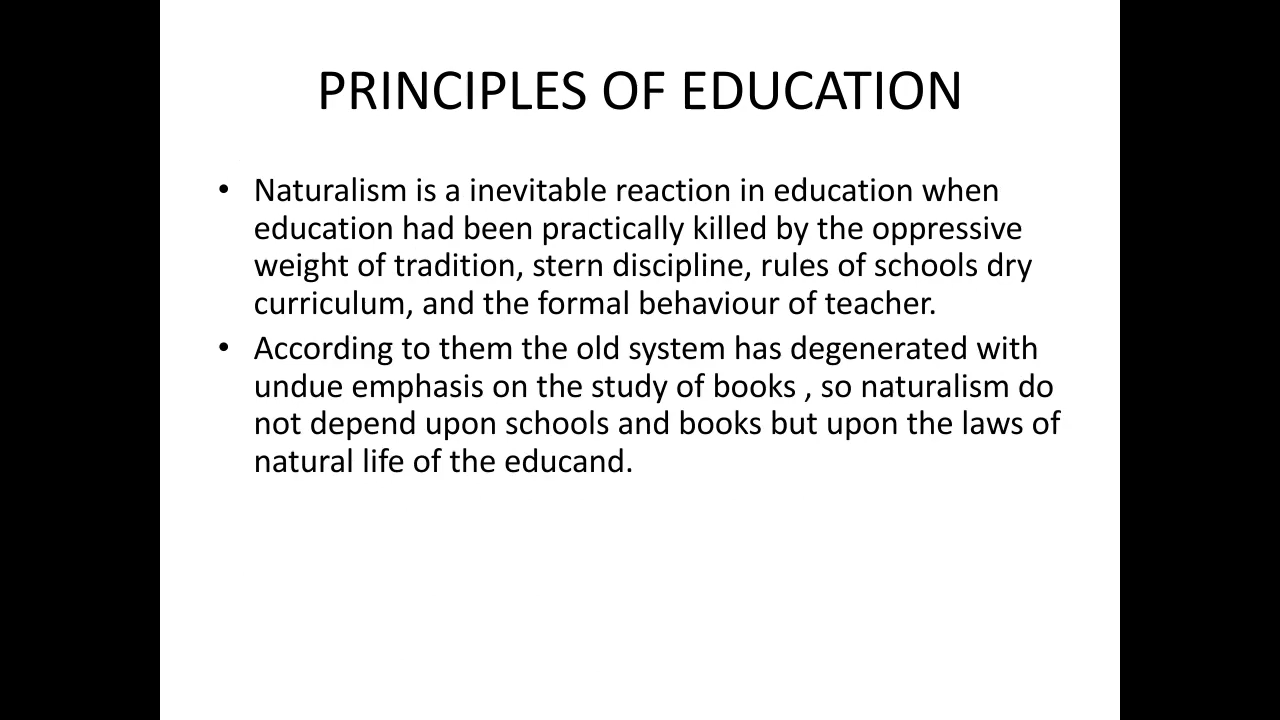 PRINCIPLES OF EDUCATION
• Naturalism is a inevitable reaction in education when
education had been practically killed by the oppressive
weight of tradition, stern discipline, rules of schools dry
curriculum, and the formal behaviour of teacher.
• According to them the old system has degenerated with
undue emphasis on the study of books , so naturalism do
not depend upon schools and books but upon the laws of
natural life of the educand.